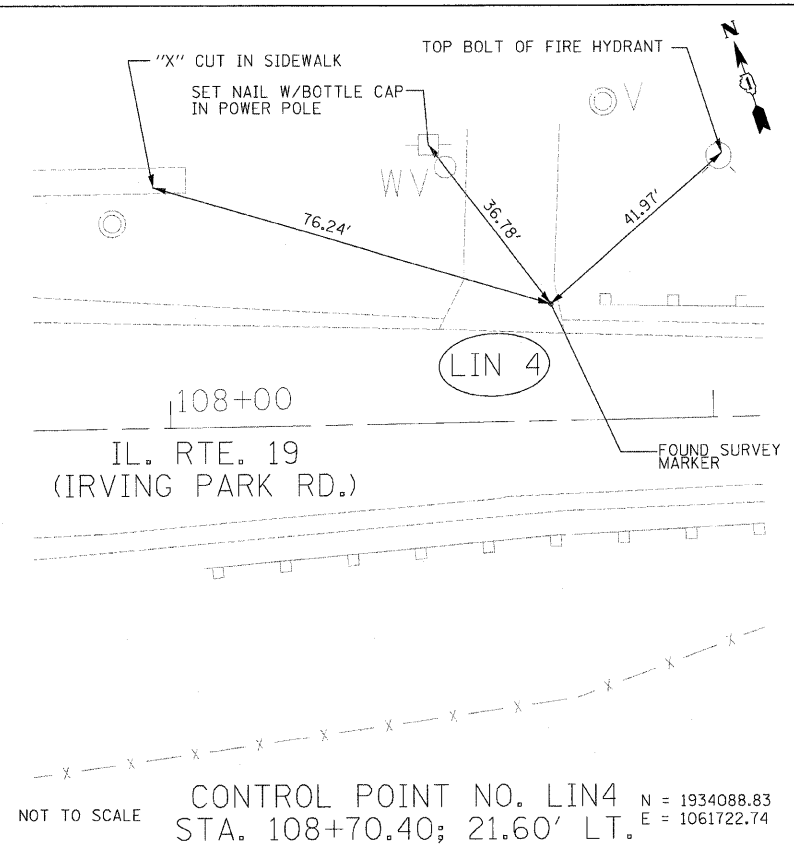 "X" CUT IN SIDEWALK
TOP BOLT OF FIRE HYDRANT
N
SET NAIL W/BOTTLE CAP
IN POWER POLE
V
WV
76.24'
36.78'
41.97'
LIN 4
108+00
IL. RTE. 19
(IRVING PARK RD.)
FOUND SURVEY
MARKER
NOT TO SCALE
CONTROL POINT NO. LIN4
STA. 108+70.40; 21.60' LT.
N = 1934088.83
E = 1061722.74